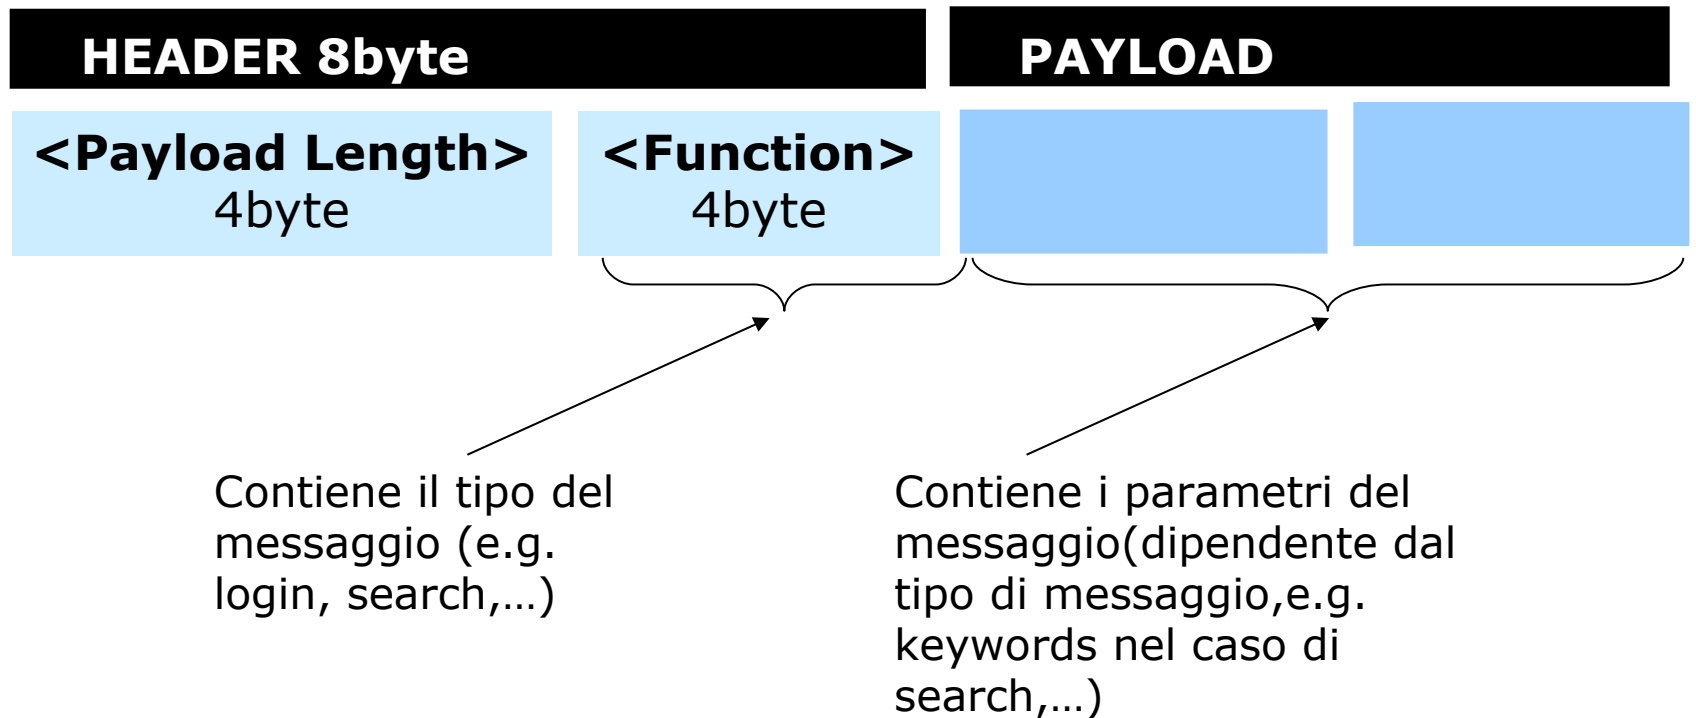 HEADER 8byte
PAYLOAD
<Payload Length>
4byte
<Function>
4byte
Contiene il tipo del
messaggio (e.g.
login, search,…)
Contiene i parametri del
messaggio(dipendente dal
tipo di messaggio,e.g.
keywords nel caso di
search,…)